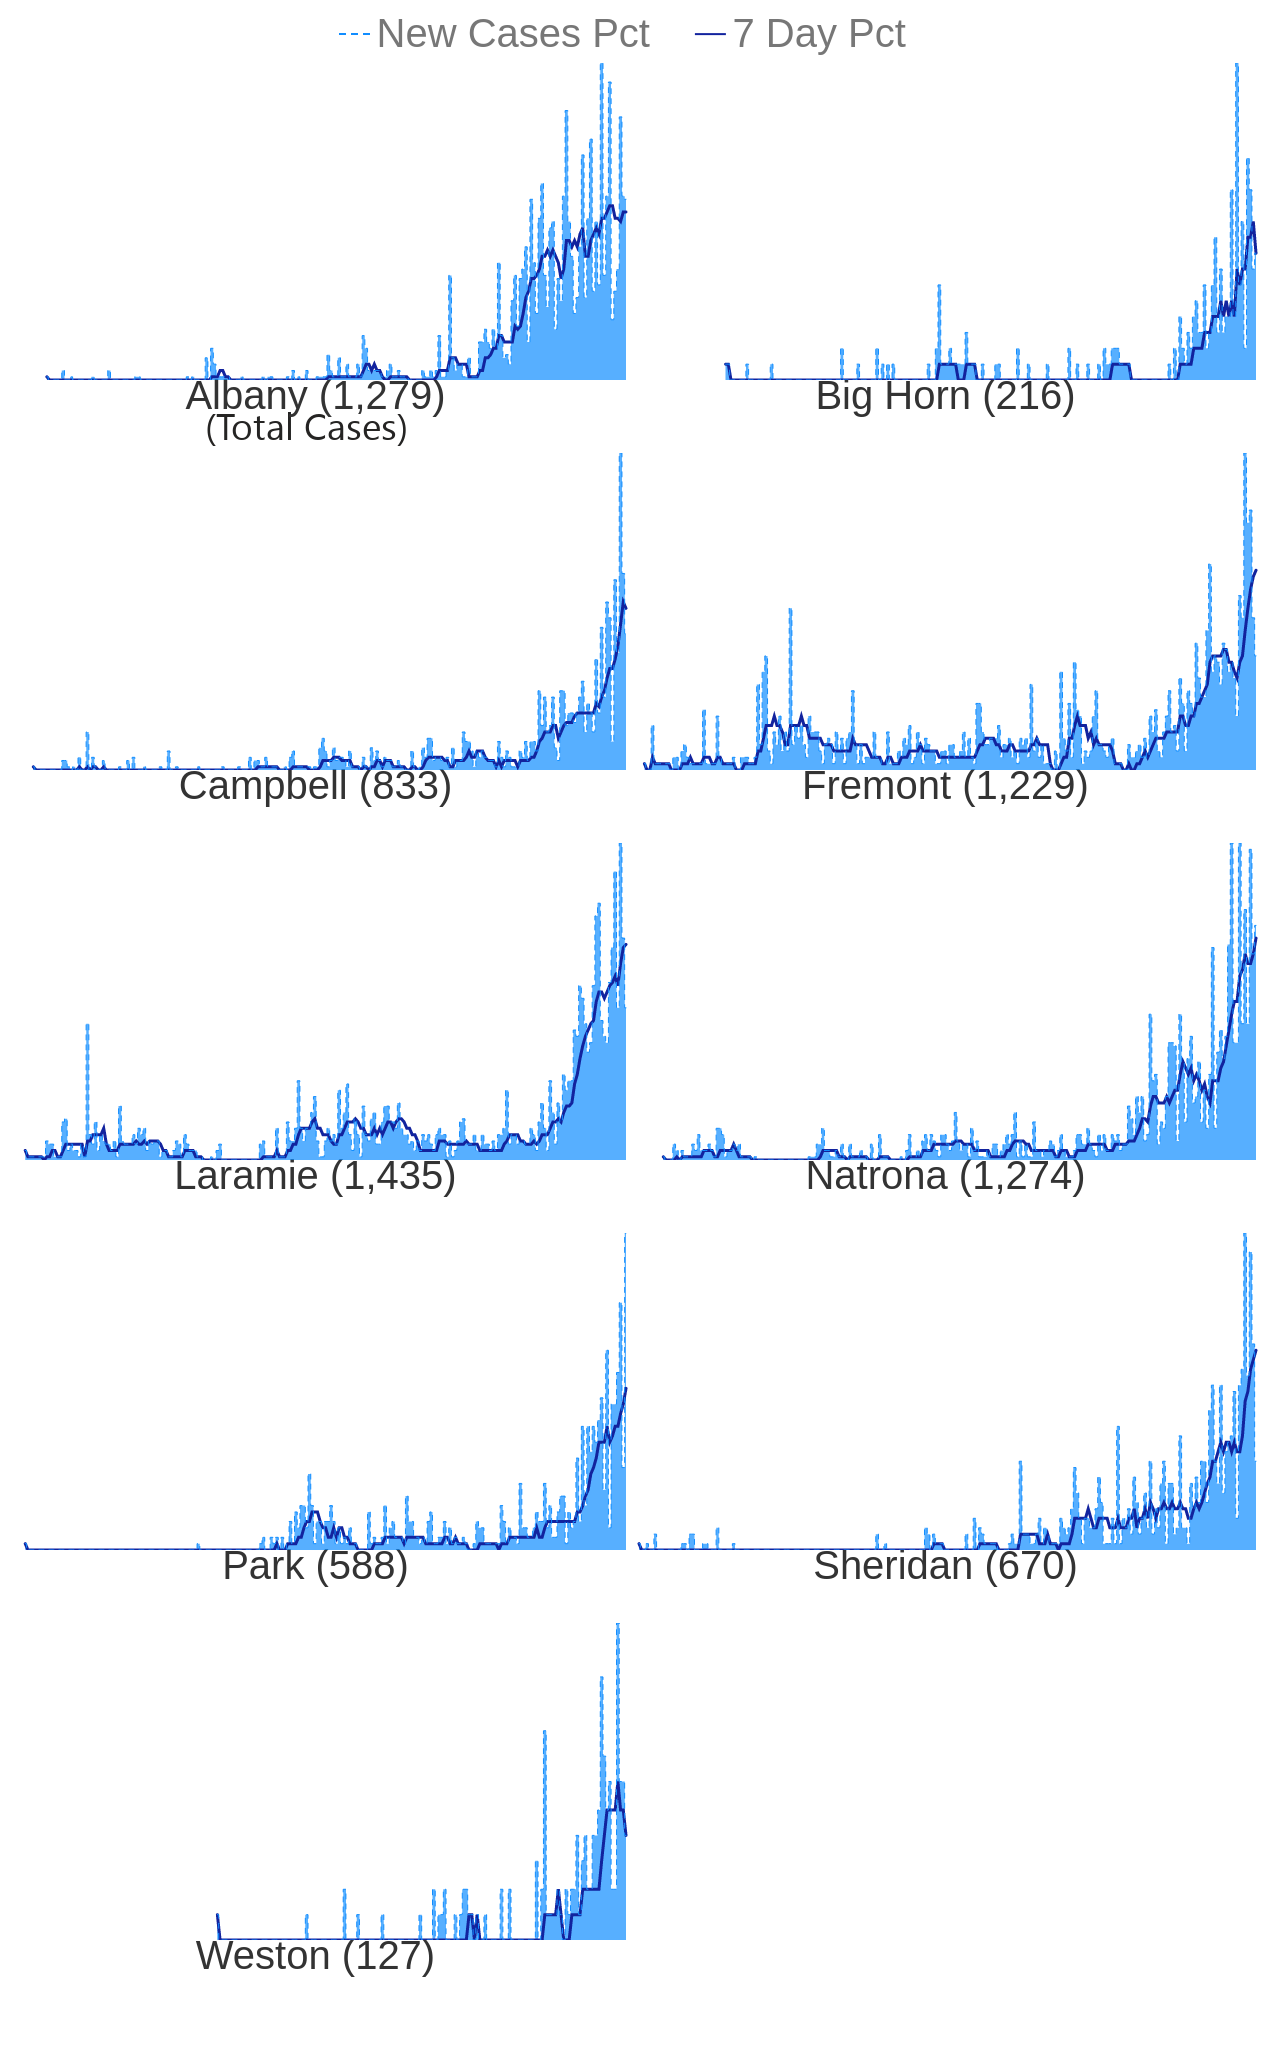 New Cases Pct 7 Day Pct
Albany (1,279)
(Total Cases)
Big Horn (216)
Campbell (833)
Fremont (1,229)
Laramie (1,435)
Natrona (1,274)
Park (588)
Sheridan (670)
Weston (127)